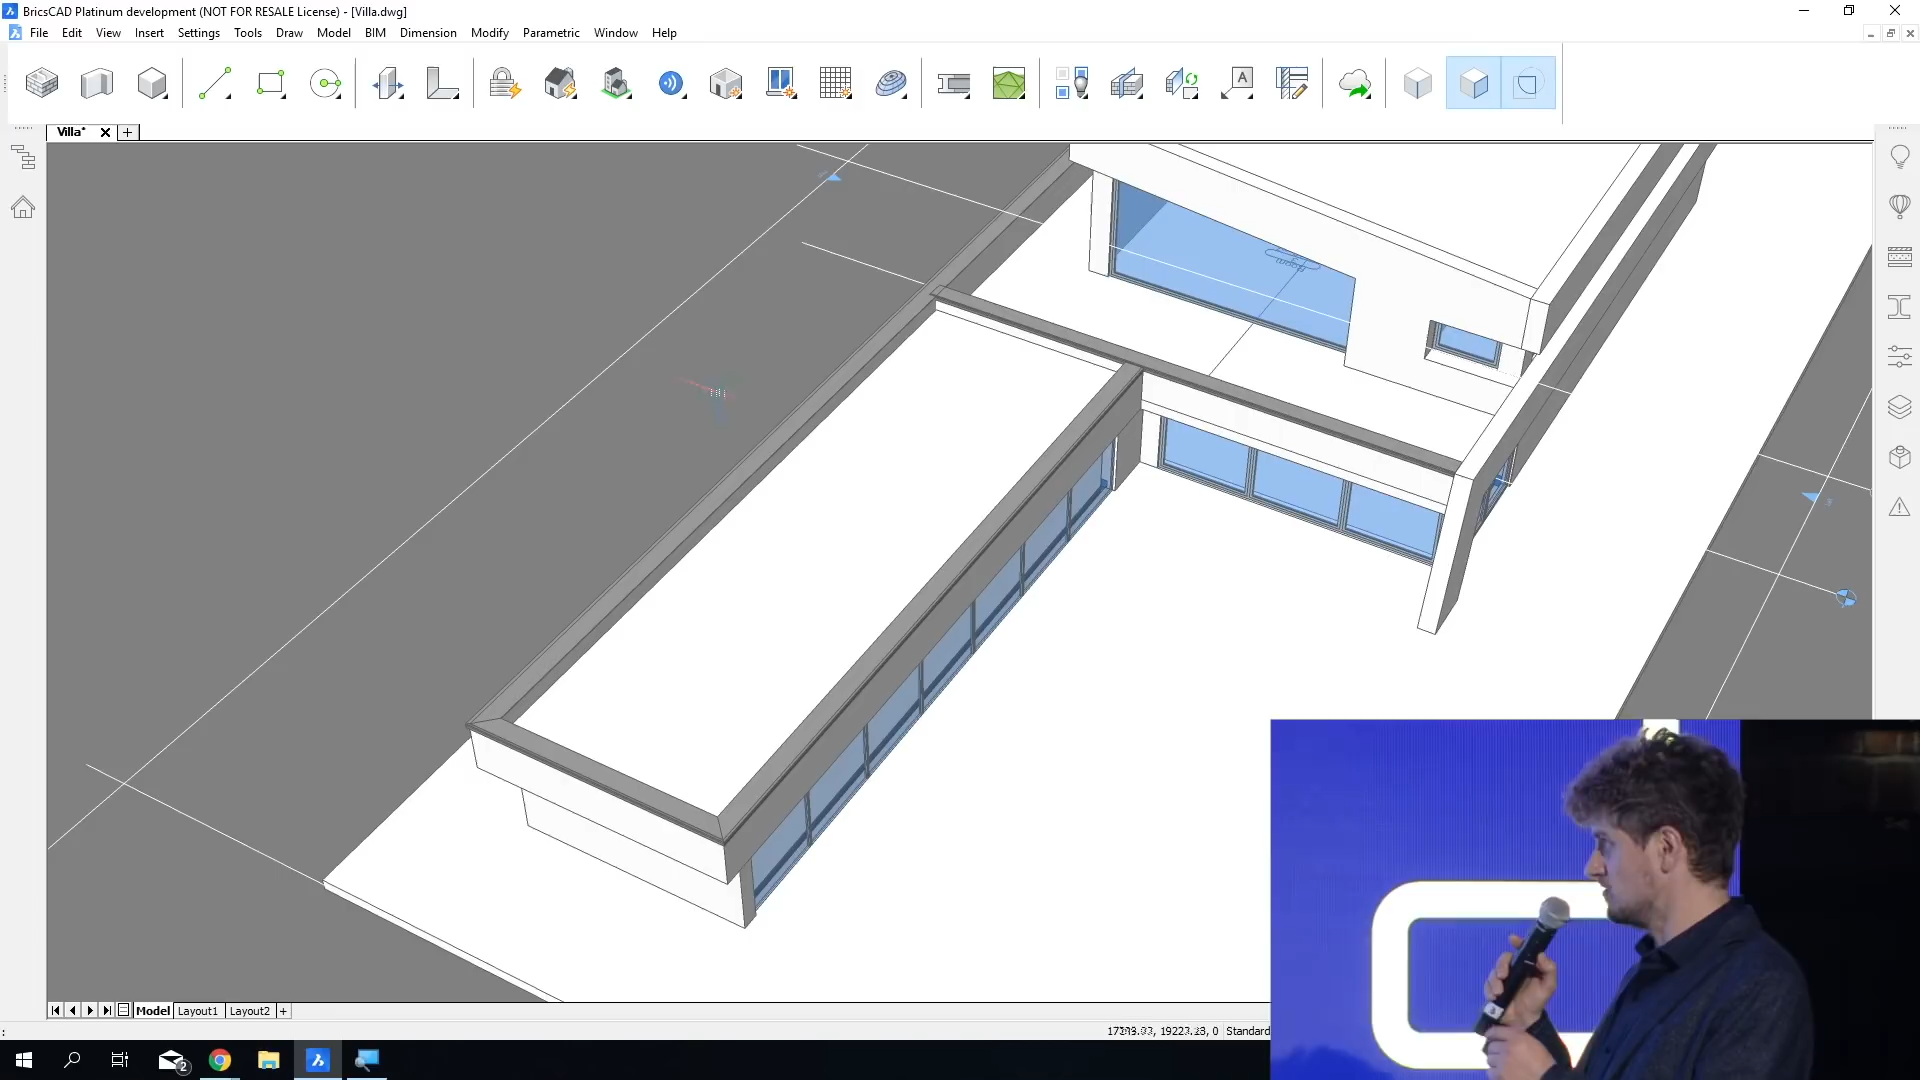 BricsCAD Platinum development (NOT FOR RESALE License) - [Villa.dwg]
File Edit View Insert Settings Tools Draw Model BIM Dimension Modify Parametric Window Help
A
Villa*
Model Layout1 Layout2
:
Standard
2